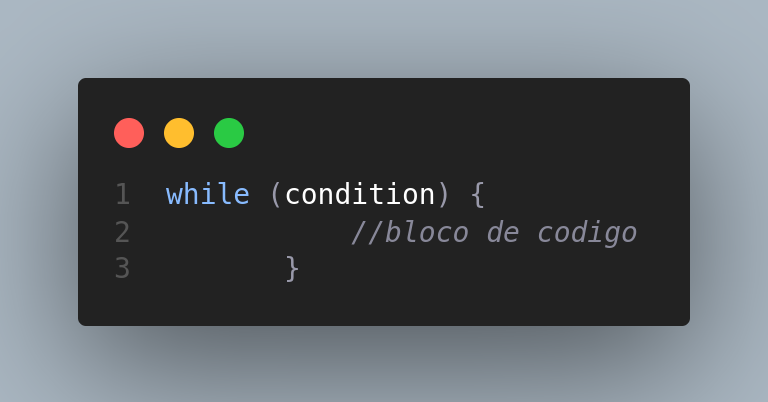 1 while (condition) {
2 //bloco de codigo
3 }